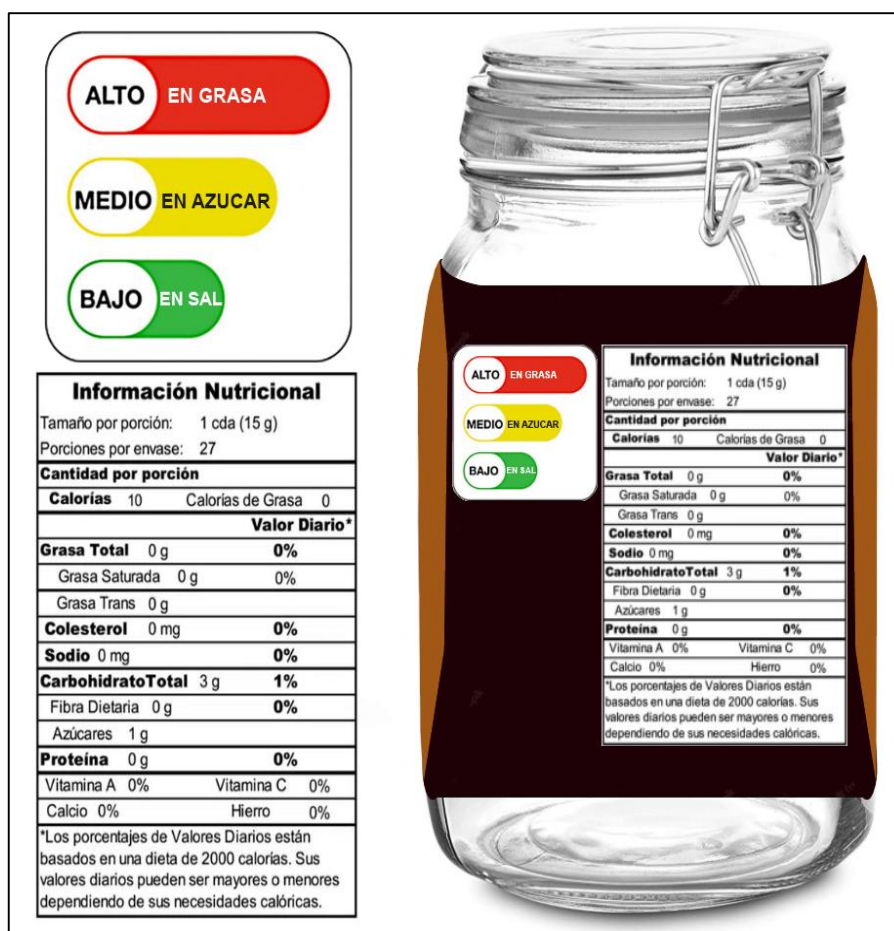 ALTO EN GRASA
MEDIO EN AZUCAR
BAJO EN SAL
Información Nutricional
Tamaño por porción: 1 cda (15 g)
Porciones por envase: 27
Cantidad por porción
Calorías 10 Calorías de Grasa 0
Valor Diario*
Grasa Total 0 g 0%
Grasa Saturada 0 g 0%
Grasa Trans 0 g
Colesterol 0 mg 0%
Sodio 0 mg 0%
CarbohidratoTotal 3 g 1%
Fibra Dietaria 0 g 0%
Azúcares 1 g
Proteína 0 g 0%
Vitamina A 0% Vitamina C 0%
Calcio 0% Hierro 0%
*Los porcentajes de Valores Diarios están
basados en una dieta de 2000 calorías. Sus
valores diarios pueden ser mayores o menores
dependiendo de sus necesidades calóricas.
ALTO EN GRASA
MEDIO EN AZUCAR
BAJO EN SAL
Información Nutricional
Tamaño por porción: 1 cda (15 g)
Porciones por envase: 27
Cantidad por porción
Calorías 10 Calorías de Grasa 0
Valor Diario*
Grasa Total 0 g 0%
Grasa Saturada 0 g 0%
Grasa Trans 0 g
Colesterol 0 mg 0%
Sodio 0 mg 0%
CarbohidratoTotal 3 g 1%
Fibra Dietaria 0 g 0%
Azúcares 1 g
Proteína 0 g 0%
Vitamina A 0% Vitamina C 0%
Calcio 0% Hierro 0%
*Los porcentajes de Valores Diarios están
basados en una dieta de 2000 calorías. Sus
valores diarios pueden ser mayores o menores
dependiendo de sus necesidades calóricas.